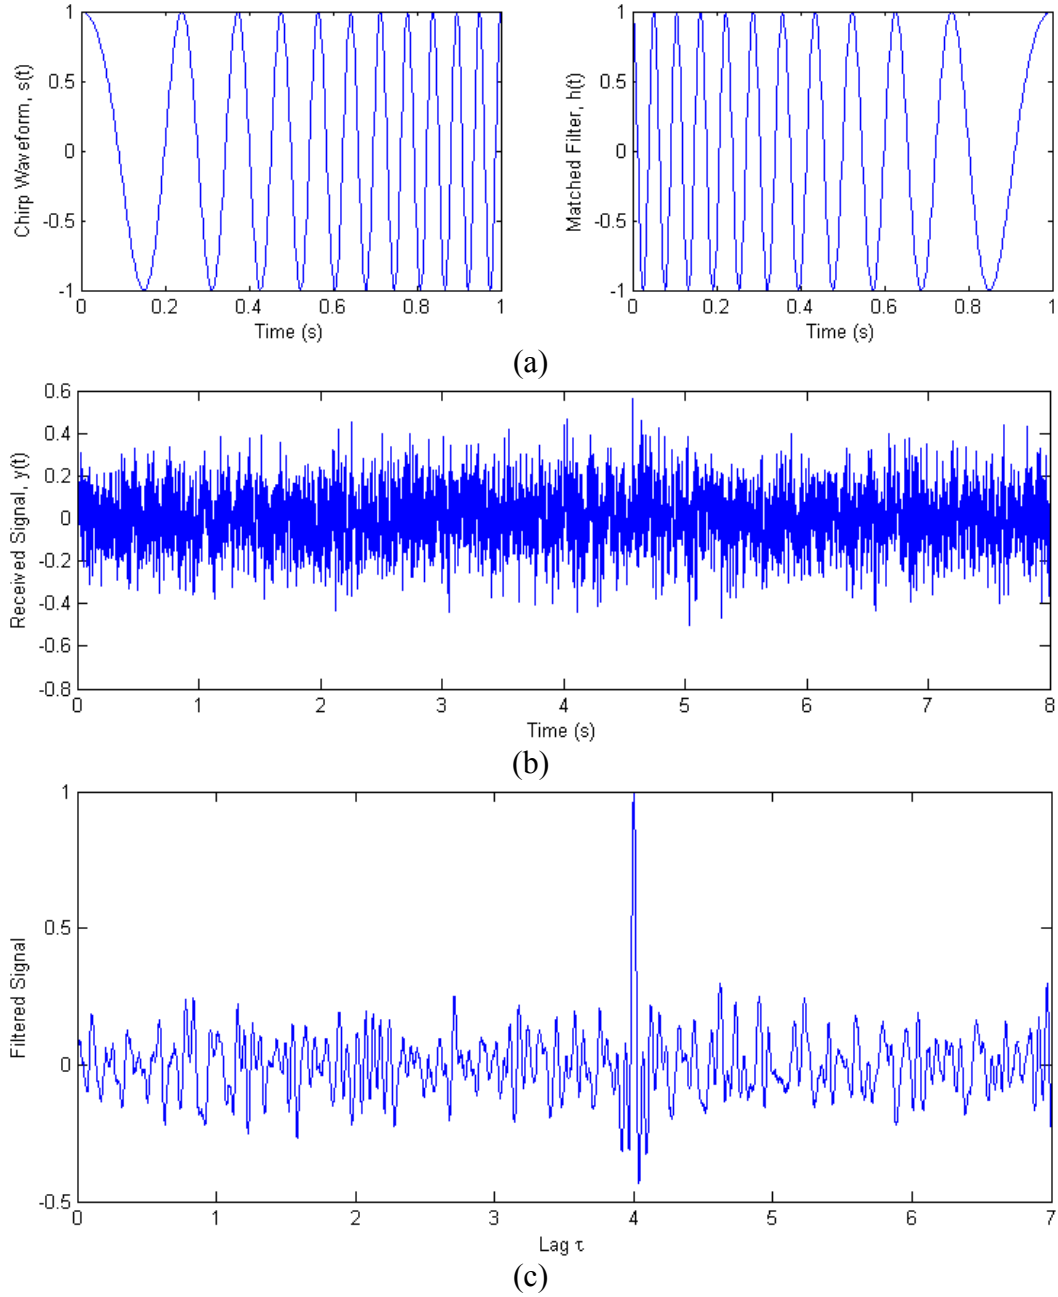 1
0.5
0
-0.5
-1
0 0.2 0.4 0.6 0.8 1
Time (s)
Chirp Waveform, s(t)
1
0.5
0
-0.5
-1
0 0.2 0.4 0.6 0.8 1
Time (s)
Matched Filter, h(t)
(a)
0.6
0.4
0.2
0
-0.2
-0.4
-0.6
-0.8
0 1 2 3 4 5 6 7 8
Time (s)
Received Signal, y(t)
(b)
1
0.5
0
-0.5
0 1 2 3 4 5 6 7
Lag τ
Filtered Signal
(c)